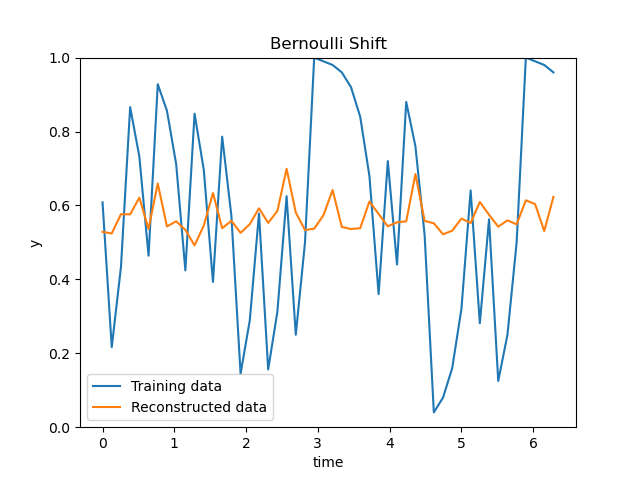 Bernoulli Shift
y
1.0
0.8
0.6
0.4
0.2
0.0
Training data
Reconstructed data
0 1 2 3 4 5 6
time